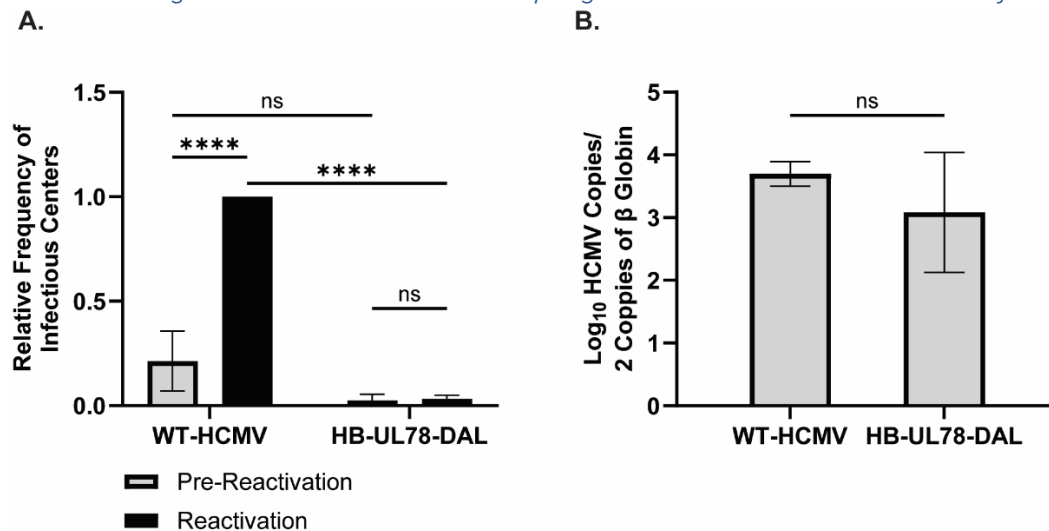 A.
Relative Frequency of
Infectious Centers
1.5
1.0
0.5
0.0
ns
****
****
ns
WT-HCMV
HB-UL78-DAL
Pre-Reactivation
Reactivation
B.
Log10 HCMV Copies/
2 Coppies of β Globin
5
4
3
2
1
0
ns
WT-HCMV
HB-UL78-DAL